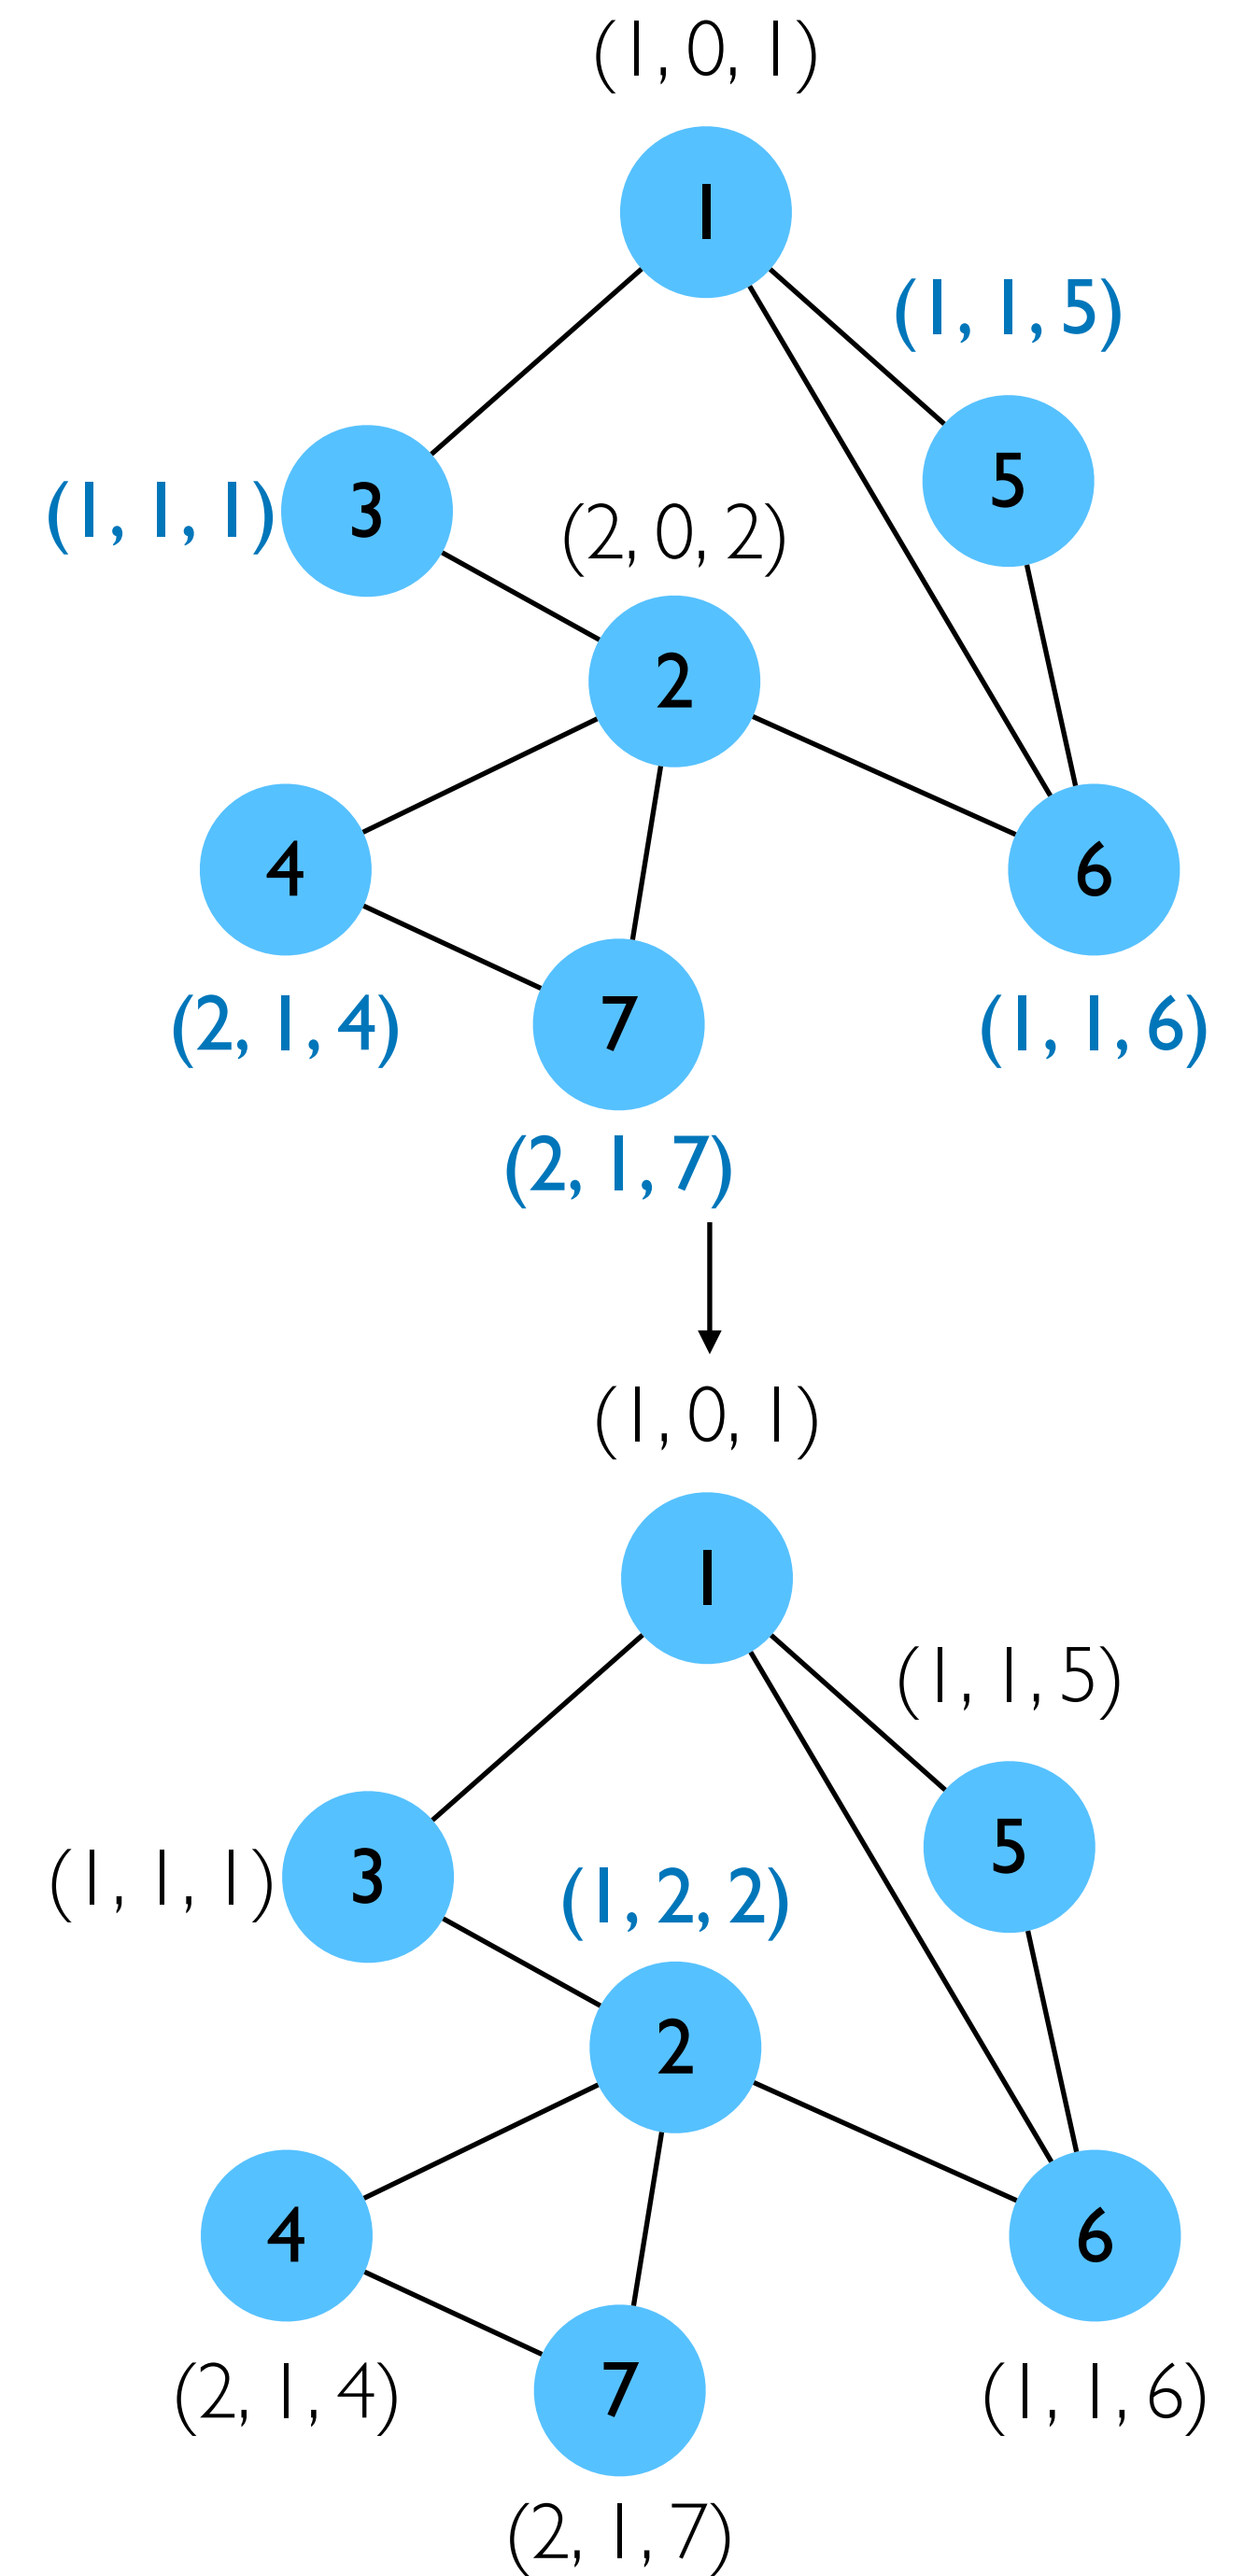 (1, 0, 1)
1
(1, 1, 5)
5
(1, 1, 1)
3
(2, 0, 2)
2
4
6
(2, 1, 4)
7
(1, 1, 6)
(2, 1, 7)
(1, 0, 1)
1
(1, 1, 5)
5
(1, 1, 1)
3
(1, 2, 2)
2
4
6
(2, 1, 4)
7
(1, 1, 6)
(2, 1, 7)